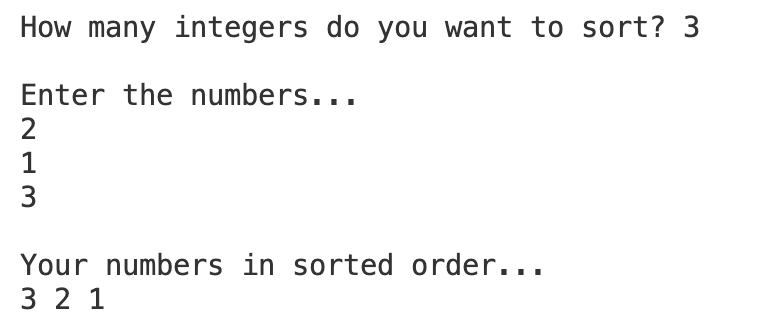 How many integers do you want to sort? 3
Enter the numbers...
2
1
3
Your numbers in sorted order...
3 2 1